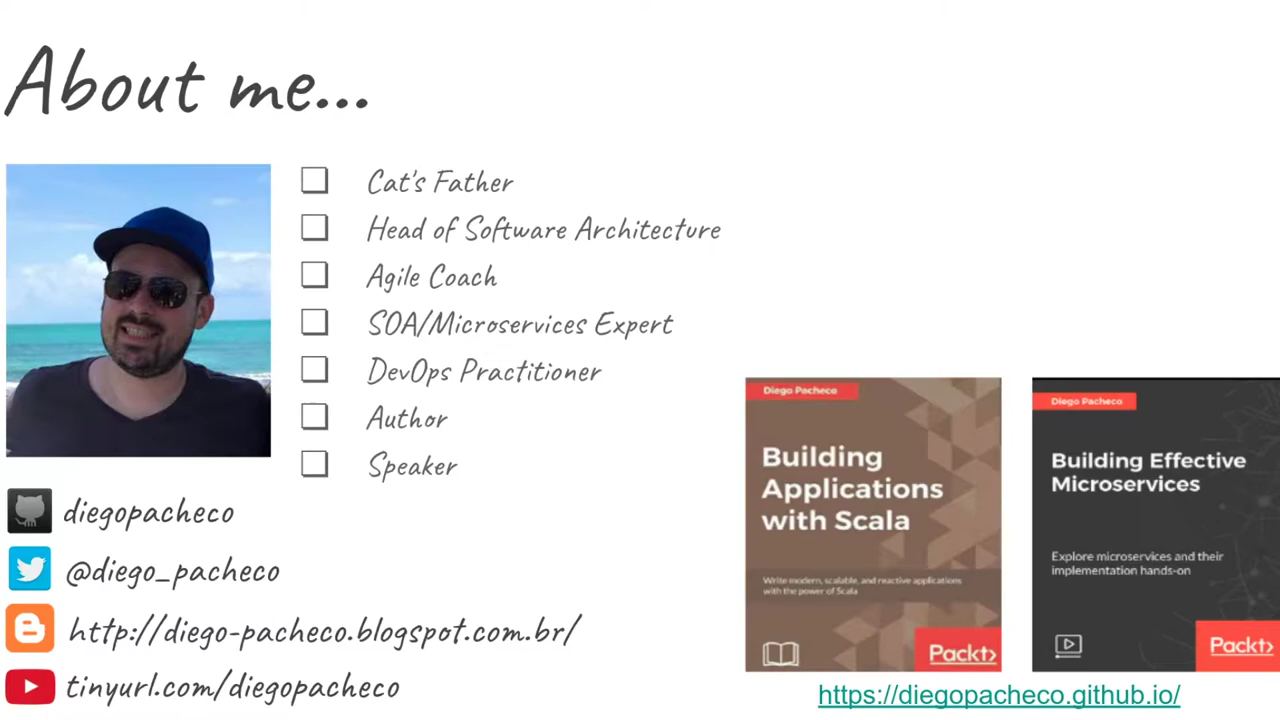 About me...
Cat's Father
Head of Software Architecture
Agile Coach
SOA/Microservices Expert
DevOps Practitioner
Author
Speaker
diegopacheco
@diego_pacheco
http://diego-pacheco.blogspot.com.br/
tinyurl.com/diegopacheco
Diego Pacheco
Building
Applications
with Scala
Write modern, scalable, and reactive applications
with the power of Scala
Packt>
Diego Pacheco
Building Effective
Microservices
Explore microservices and their
implementation hands-on
Packt>
https://diegopacheco.github.io/